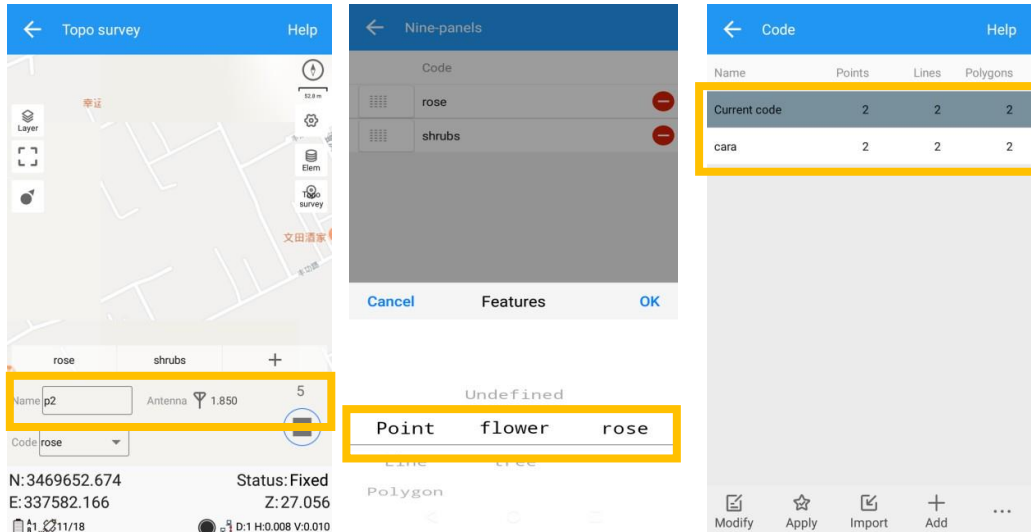 Topo survey Help
52.8 m
Layer
Elem
Topo survey
文田酒家
rose shrubs +
Name p2 Antenna 1.850 5
Code rose
N:3469652.674 Status:Fixed
E:337582.166 Z:27.056
1 11/18 D:1 H:0.008 V:0.010
Nine-panels
Code
rose
shrubs
Cancel Features OK
Undefined
Point flower rose
Line tree
Polygon
Code Help
Name Points Lines Polygons
Current code 2 2 2
cara 2 2 2
Modify Apply Import Add ...